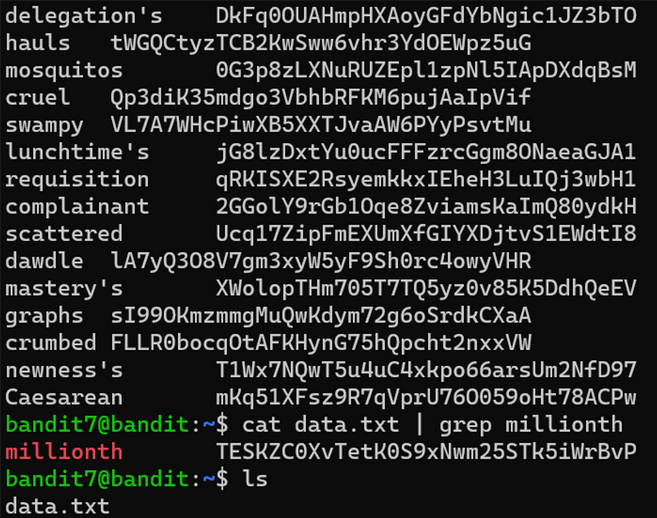 delegation's DkFq0OUAHmpHXAoyGFdYbNgic1JZ3bTO
hauls tWGQCtyzTCB2KwSww6vhr3YdOEWpz5uG
mosquitos 0G3p8zLXNuRUZEpl1zpNl5IApDXdqBsM
cruel Qp3diK35mdgo3VbhbRFKM6pujAaIpVif
swampy VL7A7WHcPiwXB5XXTJvaAW6PYyPsvtMu
lunchtime's jG8lzDxtYu0ucFFFzrcGgm8ONaeaGJA1
requisition qRKISXE2RsyemkkxIEheH3LuIQj3wbH1
complainant 2GGolY9rGb1Oqe8ZviamsKaImQ80ydkH
scattered Ucq17ZipFmEXUmXfGIYXDjtvS1EWdtI8
dawdle lA7yQ3O8V7gm3xyW5yF9Sh0rc4owyVHR
mastery's XWolopTHm705T7TQ5yz0v85K5DdhQeEV
graphs sI99OKmzmmgMuQwKdym72g6oSrdkCXaA
crumbed FLLR0bocqOtAFKHynG75hQpcht2nxxVW
newness's T1Wx7NQwT5u4uC4xkpo66arsUm2NfD97
Caesarean mKq51XFsz9R7qVprU76O059oHt78ACPw
bandit7@bandit:~$ cat data.txt | grep millionth
millionth TESKZC0XvTetK0S9xNwm25STk5iWrBvP
bandit7@bandit:~$ ls
data.txt